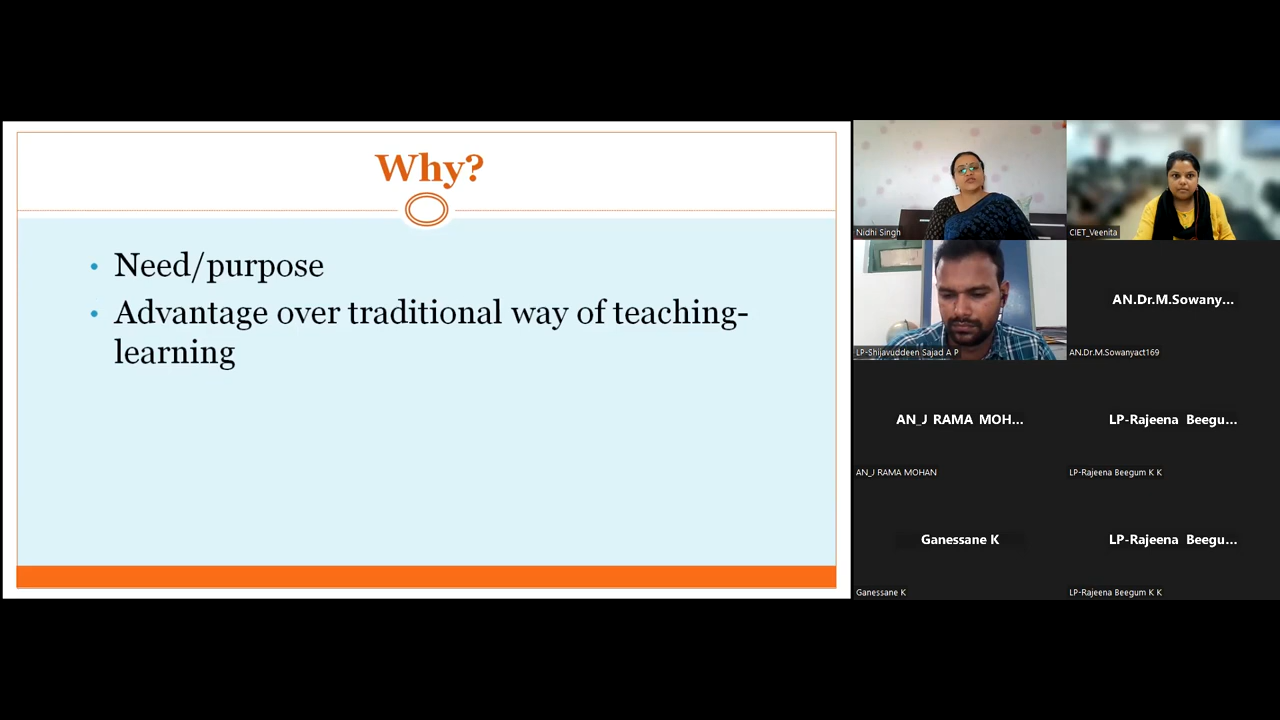 Why?
• Need/purpose
• Advantage over traditional way of teaching-
learning
Nidhi Singh
CIET_Veenita
LP-Shijavuddeen Sajad A P
AN.Dr.M.Sowany...
AN.Dr.M.Sowanyact169
AN_J RAMA MOH...
AN_J RAMA MOHAN
LP-Rajeena Beegu...
LP-Rajeena Beegum K K
Ganessane K
Ganessane K
LP-Rajeena Beegu...
LP-Rajeena Beegum K K